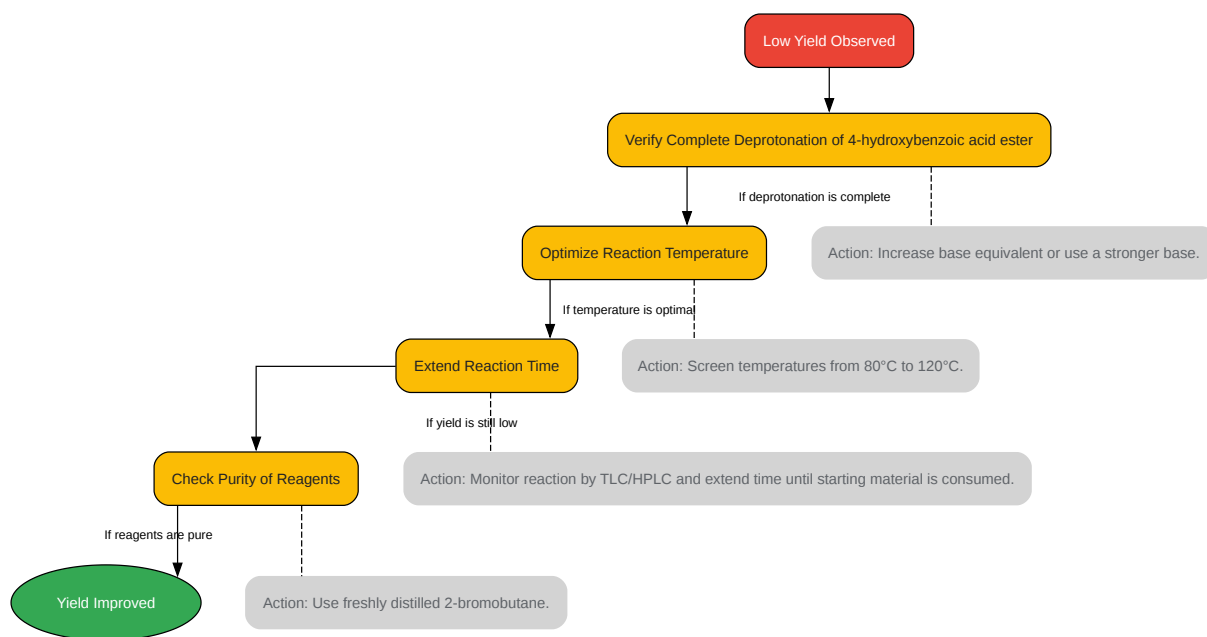 Low Yield Observed
Verify Complete Deprotonation of 4-hydroxybenzoic acid ester
If deprotonation is complete
Optimize Reaction Temperature
Action: Increase base equivalent or use a stronger base.
If temperature is optimal
Extend Reaction Time
Action: Screen temperatures from 80°C to 120°C.
If yield is still low
Check Purity of Reagents
Action: Monitor reaction by TLC/HPLC and extend time until starting material is consumed.
If reagents are pure
Yield Improved
Action: Use freshly distilled 2-bromobutane.